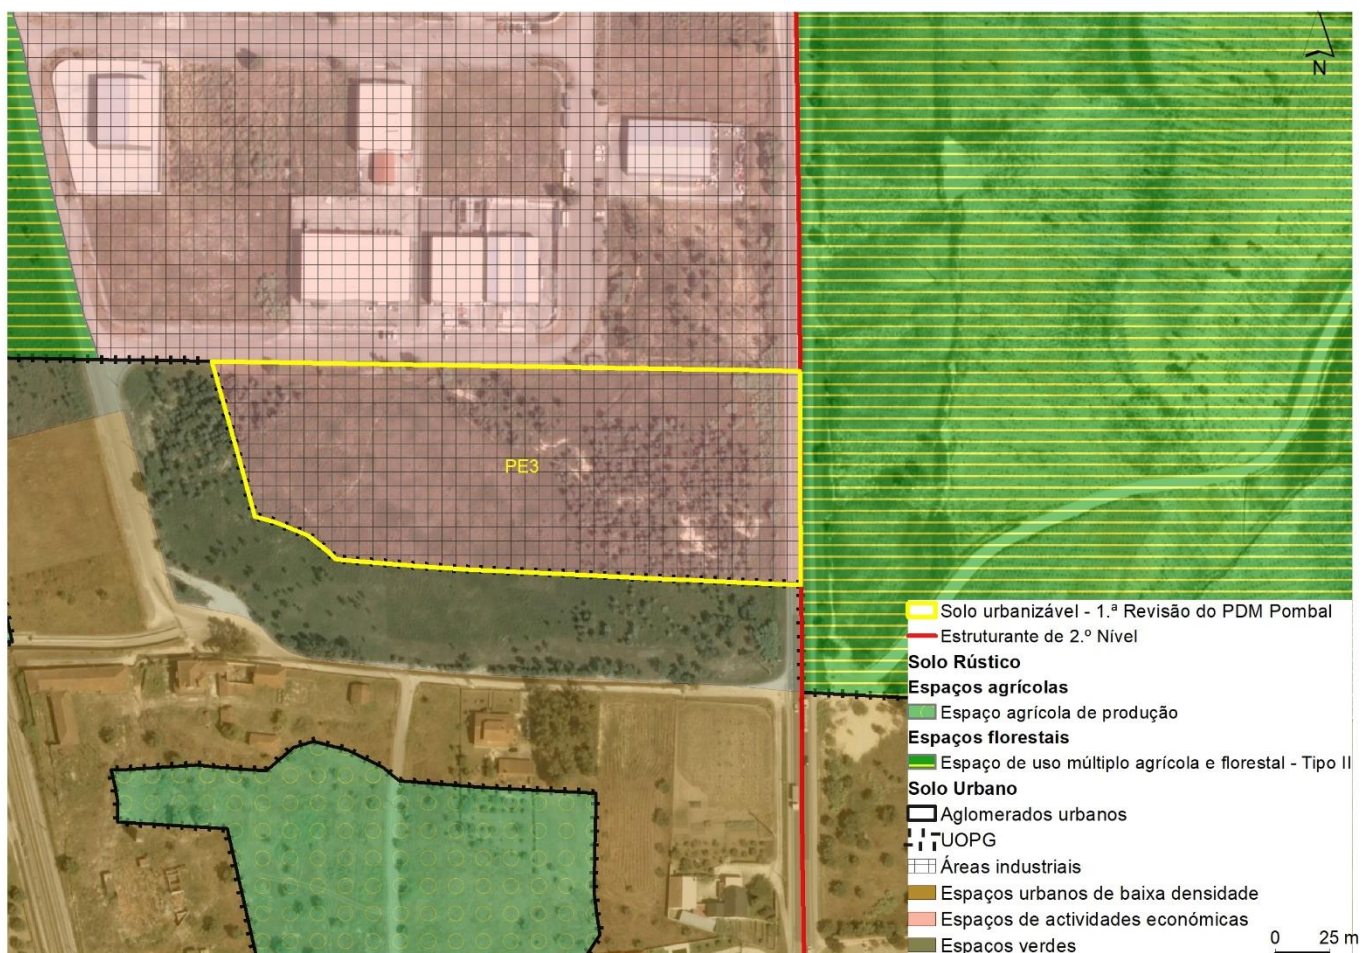 N
PE3
Solo urbanizável - 1.ª Revisão do PDM Pombal
Estruturante de 2.º Nível
Solo Rústico
Espaços agrícolas
Espaço agrícola de produção
Espaços florestais
Espaço de uso múltiplo agrícola e florestal - Tipo II
Solo Urbano
Aglomerados urbanos
UOPG
Áreas industriais
Espaços urbanos de baixa densidade
Espaços de actividades económicas
Espaços verdes
0 25 m